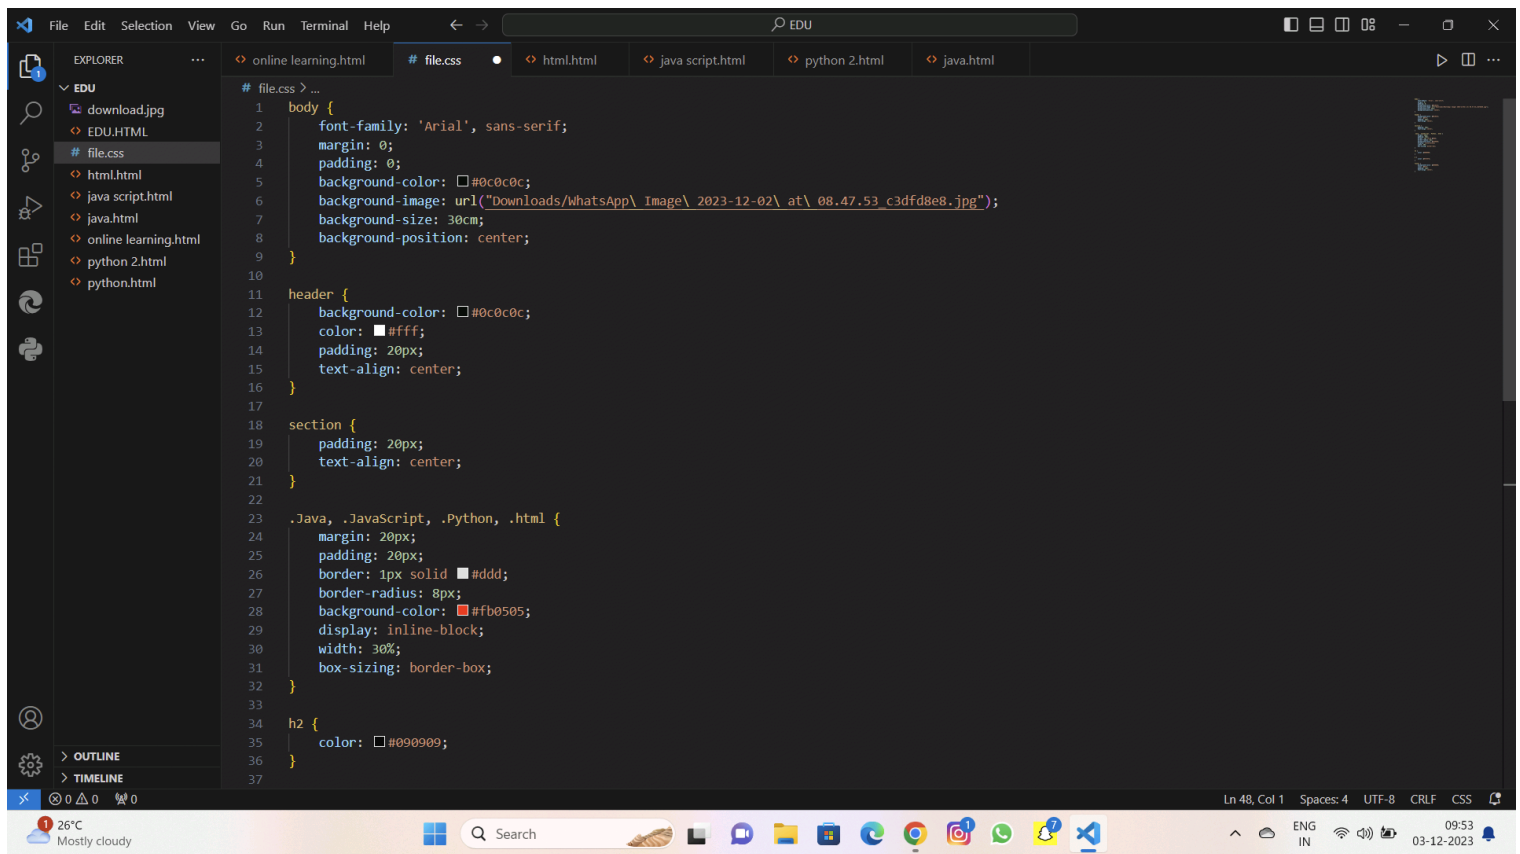 File Edit Selection View Go Run Terminal Help
EDU
EXPLORER
online learning.html file.css html.html java script.html python 2.html java.html
1
EDU
download.jpg
EDU.HTML
file.css
html.html
java script.html
java.html
online learning.html
python 2.html
python.html
OUTLINE
TIMELINE
# file.css > ...
1 body {
2 font-family: 'Arial', sans-serif;
3 margin: 0;
4 padding: 0;
5 background-color: #0c0c0c;
6 background-image: url("Downloads/WhatsApp\ Image\ 2023-12-02\ at\ 08.47.53_c3dfd8e8.jpg");
7 background-size: 30cm;
8 background-position: center;
9 }
10
11 header {
12 background-color: #0c0c0c;
13 color: #fff;
14 padding: 20px;
15 text-align: center;
16 }
17
18 section {
19 padding: 20px;
20 text-align: center;
21 }
22
23 .Java, .JavaScript, .Python, .html {
24 margin: 20px;
25 padding: 20px;
26 border: 1px solid #ddd;
27 border-radius: 8px;
28 background-color: #fb0505;
29 display: inline-block;
30 width: 30%;
31 box-sizing: border-box;
32 }
33
34 h2 {
35 color: #090909;
36 }
37
0 0 0
Ln 48, Col 1 Spaces: 4 UTF-8 CRLF CSS
1
26°C
Mostly cloudy
Search
1
7
ENG
IN
09:53
03-12-2023